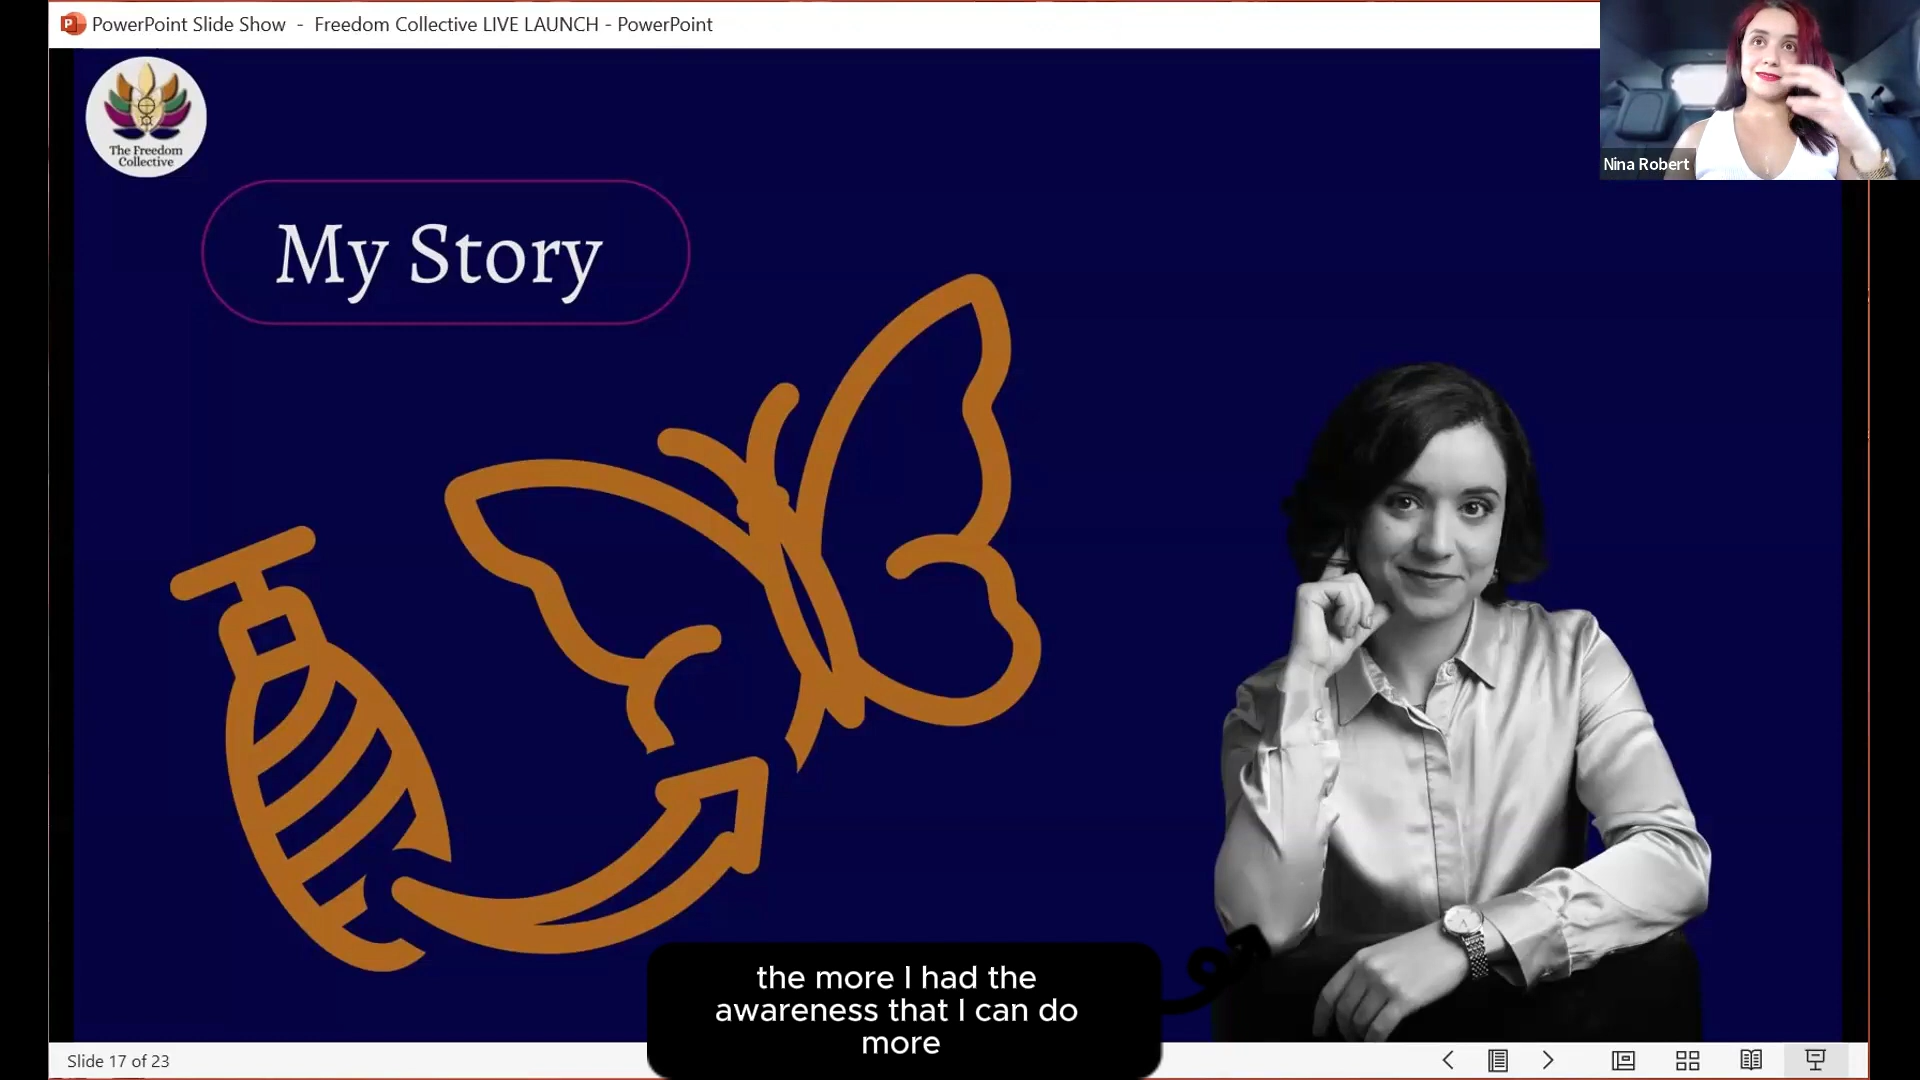 PowerPoint Slide Show - Freedom Collective LIVE LAUNCH - PowerPoint
The Freedom
Collective
Nina Robert
My Story
the more I had the
awareness that I can do
more
Slide 17 of 23